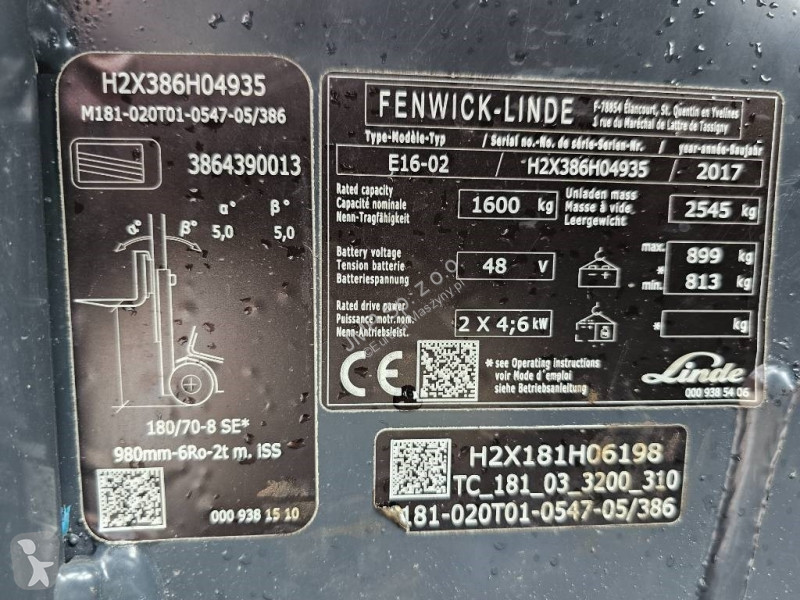 H2X386H04935
M181-020T01-0547-05/386
3864390013
α° β°
β° 5,0 5,0
α°
180/70-8 SE*
980mm-6Ro-2t m. iSS
000 938 15 10
FENWICK-LINDE
F-78854 Élancourt, St. Quentin en Yvelines
1 rue du Maréchal de Lattre de Tassigny
Type-Modèle-Typ / Serial no.-No. de série-Serien-Nr. / year-année-Baujahr
E16-02 / H2X386H04935 / 2017
Rated capacity
Capacité nominale
Nenn-Tragfähigkeit
1600 kg
Unladen mass
Masse à vide
Leergewicht
2545 kg
Battery voltage
Tension batterie
Batteriespannung
48 V
max. 899 kg
*
min. 813 kg
Rated drive power
Puissance motr.nom.
Nenn-Antriebsleist.
2 X 4,6 kW
* kg
CE
*see Operating instructions
voir Mode d'emploi
siehe Betriebsanleitung
Linde
000 938 54 06
H2X181H06198
TC_181_03_3200_310
181-020T01-0547-05/386